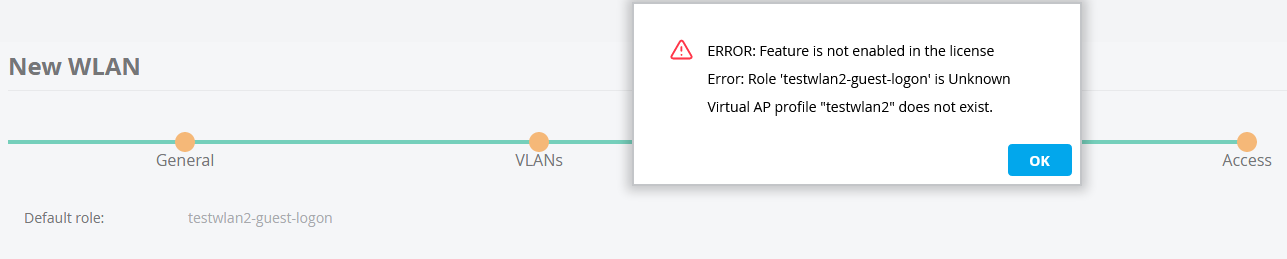 ERROR: Feature is not enabled in the license
Error: Role 'testwlan2-guest-logon' is Unknown
Virtual AP profile "testwlan2" does not exist.
OK
New WLAN
General
VLANs
Access
Default role: testwlan2-guest-logon